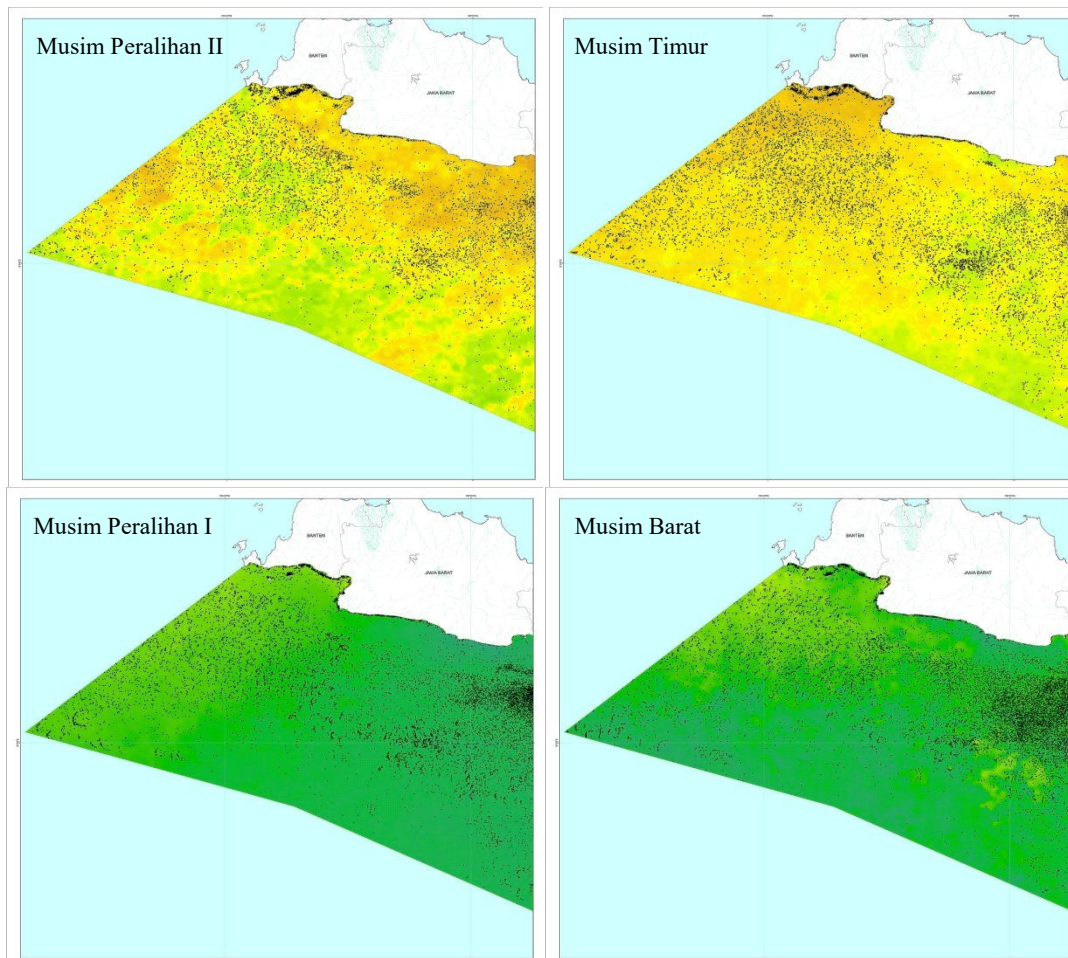 Musim Peralihan II
BANTEN
JAWA BARAT
Musim Timur
BANTEN
JAWA BARAT
Musim Peralihan I
BANTEN
JAWA BARAT
Musim Barat
BANTEN
JAWA BARAT